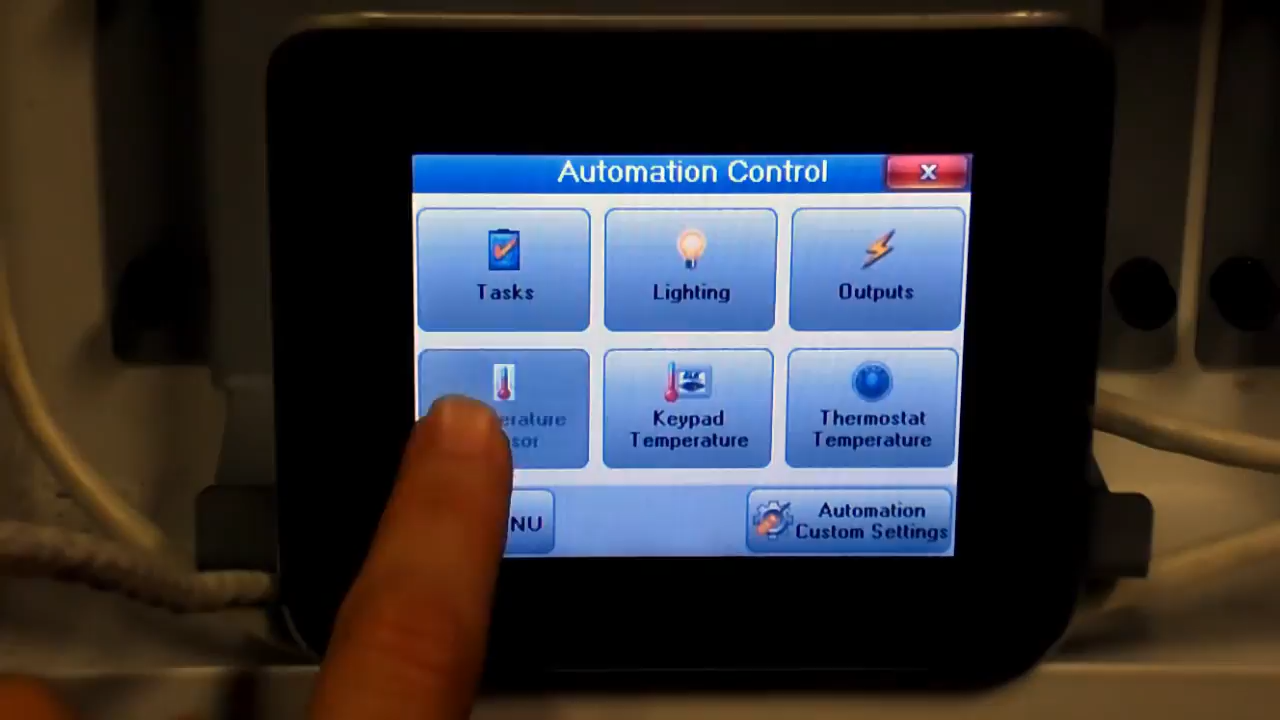 Automation Control
Tasks
Lighting
Outputs
erature
sor
Keypad
Temperature
Thermostat
Temperature
NU
Automation
Custom Settings